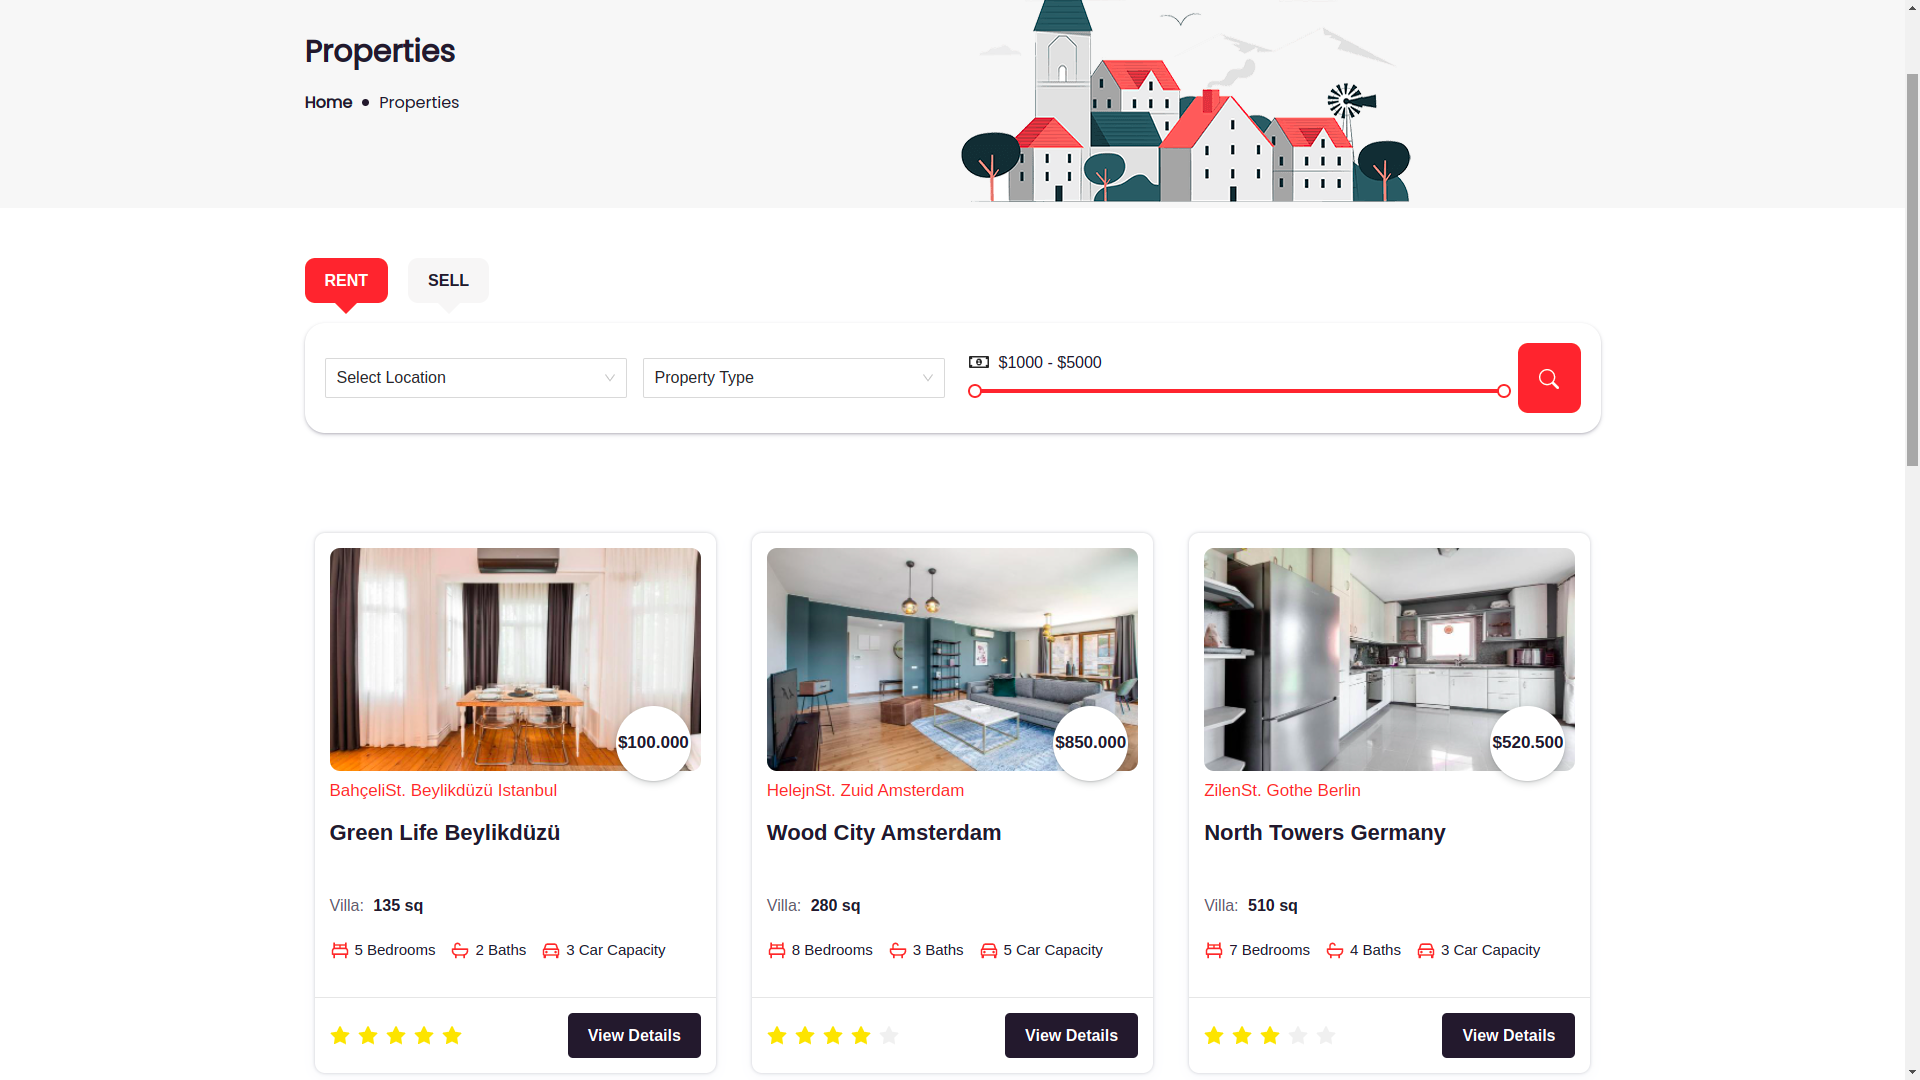 Properties
Home • Properties
RENT
SELL
Select Location
Property Type
$1000 - $5000
$100.000
BahçeliSt. Beylikdüzü Istanbul
Green Life Beylikdüzü
Villa: 135 sq
5 Bedrooms 2 Baths 3 Car Capacity
View Details
$850.000
HelejnSt. Zuid Amsterdam
Wood City Amsterdam
Villa: 280 sq
8 Bedrooms 3 Baths 5 Car Capacity
View Details
$520.500
ZilenSt. Gothe Berlin
North Towers Germany
Villa: 510 sq
7 Bedrooms 4 Baths 3 Car Capacity
View Details